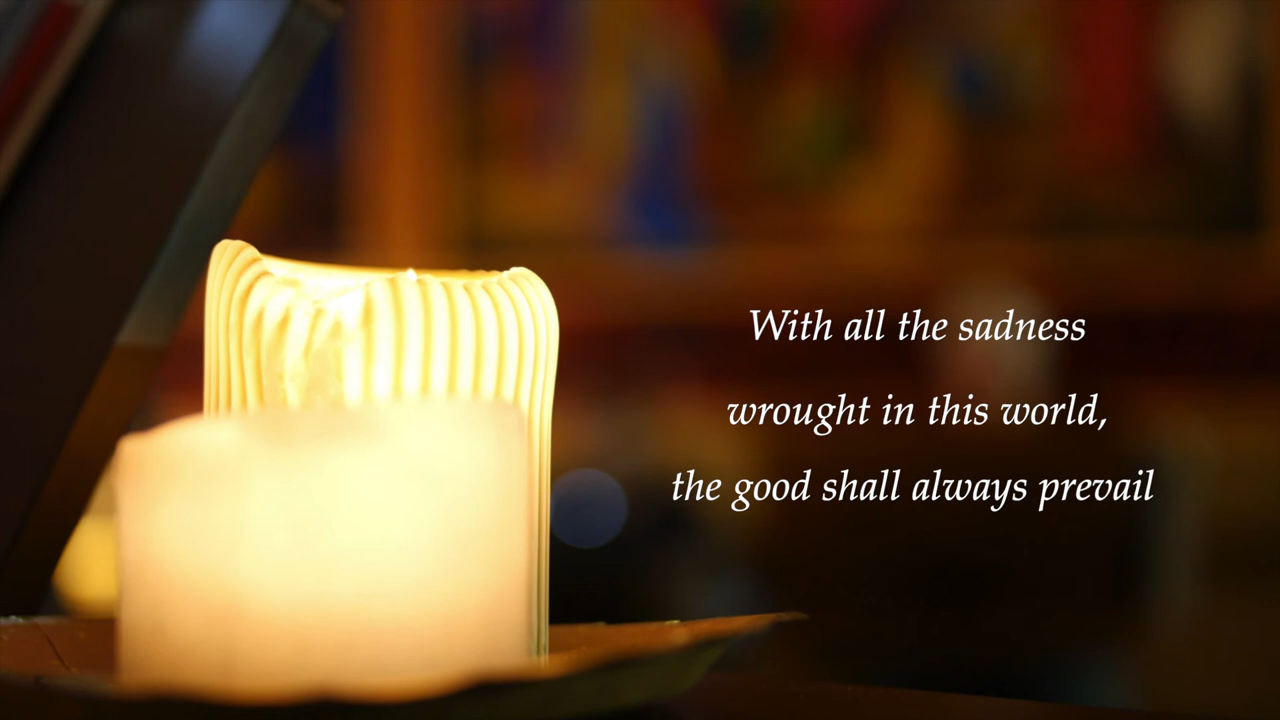 With all the sadness
wrought in this world,
the good shall always prevail